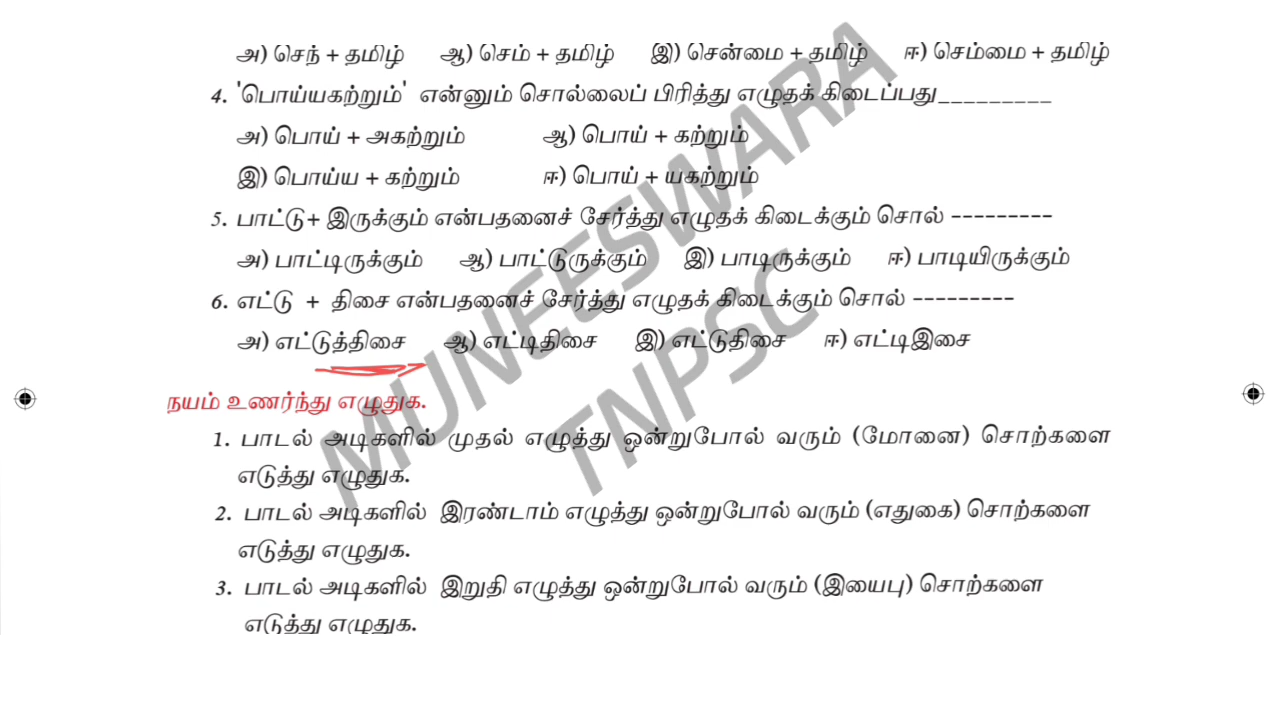 அ) செந் + தமிழ் ஆ) செம் + தமிழ் இ) சென்மை + தமிழ் ஈ) செம்மை + தமிழ்
4. 'பொய்யகற்றும்' என்னும் சொல்லைப் பிரித்து எழுதக் கிடைப்பது_________
அ) பொய் + அகற்றும் ஆ) பொய் + கற்றும்
இ) பொய்ய + கற்றும் ஈ) பொய் + யகற்றும்
5. பாட்டு+ இருக்கும் என்பதனைச் சேர்த்து எழுதக் கிடைக்கும் சொல் ---------
அ) பாட்டிருக்கும் ஆ) பாட்டுருக்கும் இ) பாடிருக்கும் ஈ) பாடியிருக்கும்
6. எட்டு + திசை என்பதனைச் சேர்த்து எழுதக் கிடைக்கும் சொல் ---------
அ) எட்டுத்திசை ஆ) எட்டிதிசை இ) எட்டுதிசை ஈ) எட்டிஇசை
நயம் உணர்ந்து எழுதுக.
1. பாடல் அடிகளில் முதல் எழுத்து ஒன்றுபோல் வரும் (மோனை) சொற்களை
எடுத்து எழுதுக.
2. பாடல் அடிகளில் இரண்டாம் எழுத்து ஒன்றுபோல் வரும் (எதுகை) சொற்களை
எடுத்து எழுதுக.
3. பாடல் அடிகளில் இறுதி எழுத்து ஒன்றுபோல் வரும் (இயைபு) சொற்களை
எடுத்து எழுதுக.
MUNEESWARA
TNPSC